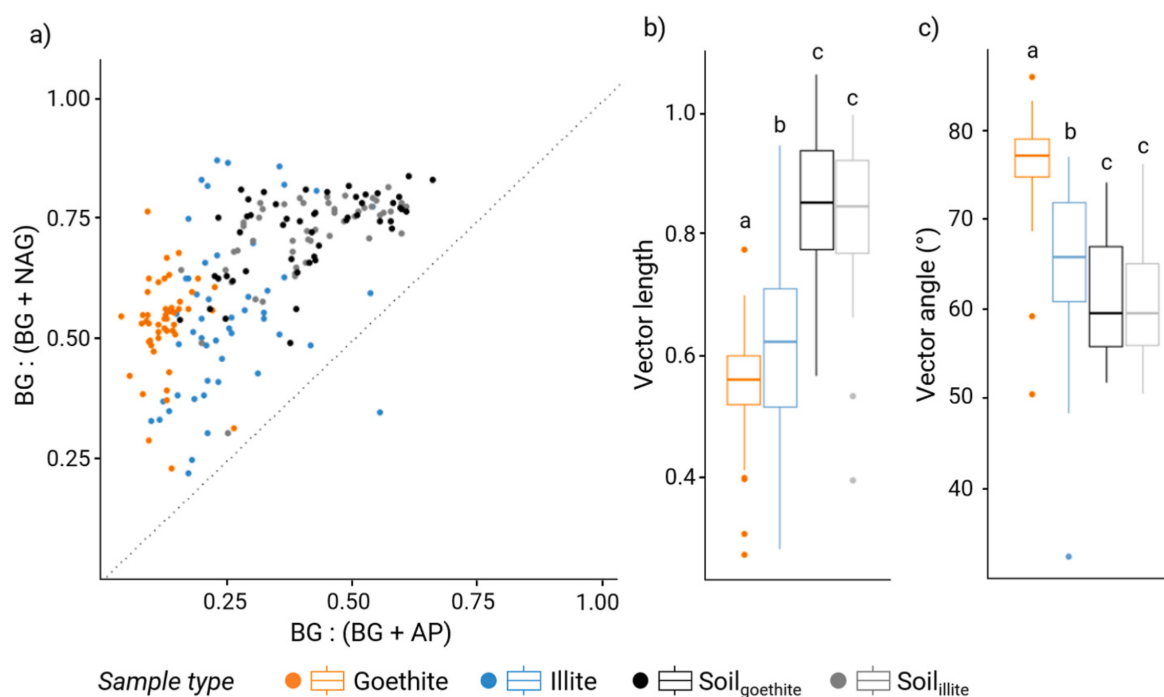 a)
1.00
0.75
0.50
0.25
BG : (BG + NAG)
0.25 0.50 0.75 1.00
BG : (BG + AP)
b)
1.0
0.8
0.6
0.4
Vector length
a
b
c
c
c)
80
70
60
50
40
Vector angle (°)
a
b
c
c
Sample type Goethite Illite Soilgoethite Soilillite